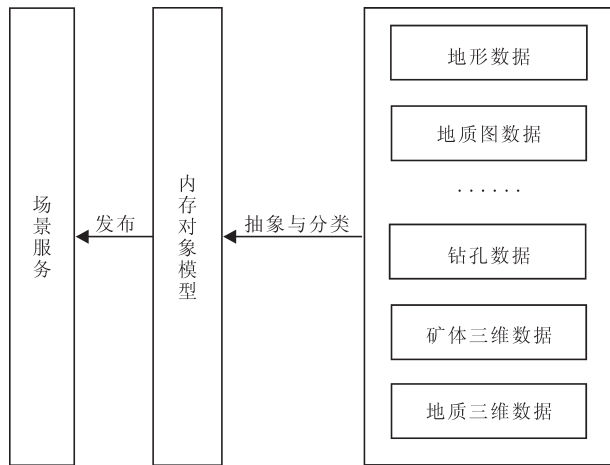 场景服务
发布
内存对象模型
抽象与分类
地形数据
地质图数据
······
钻孔数据
矿体三维数据
地质三维数据